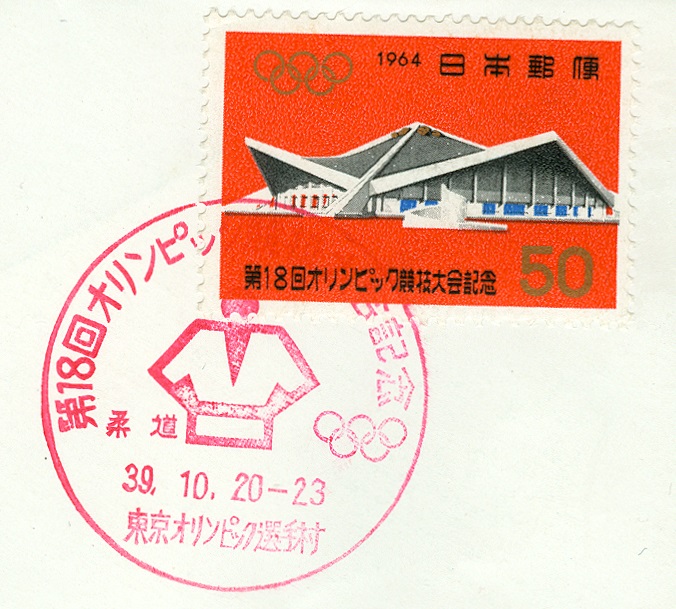 1964 日本郵便
第18回オリンピック競技大会記念 50
第18回オリンピック
記念
柔道
39. 10. 20-23
東京オリンピック選手村